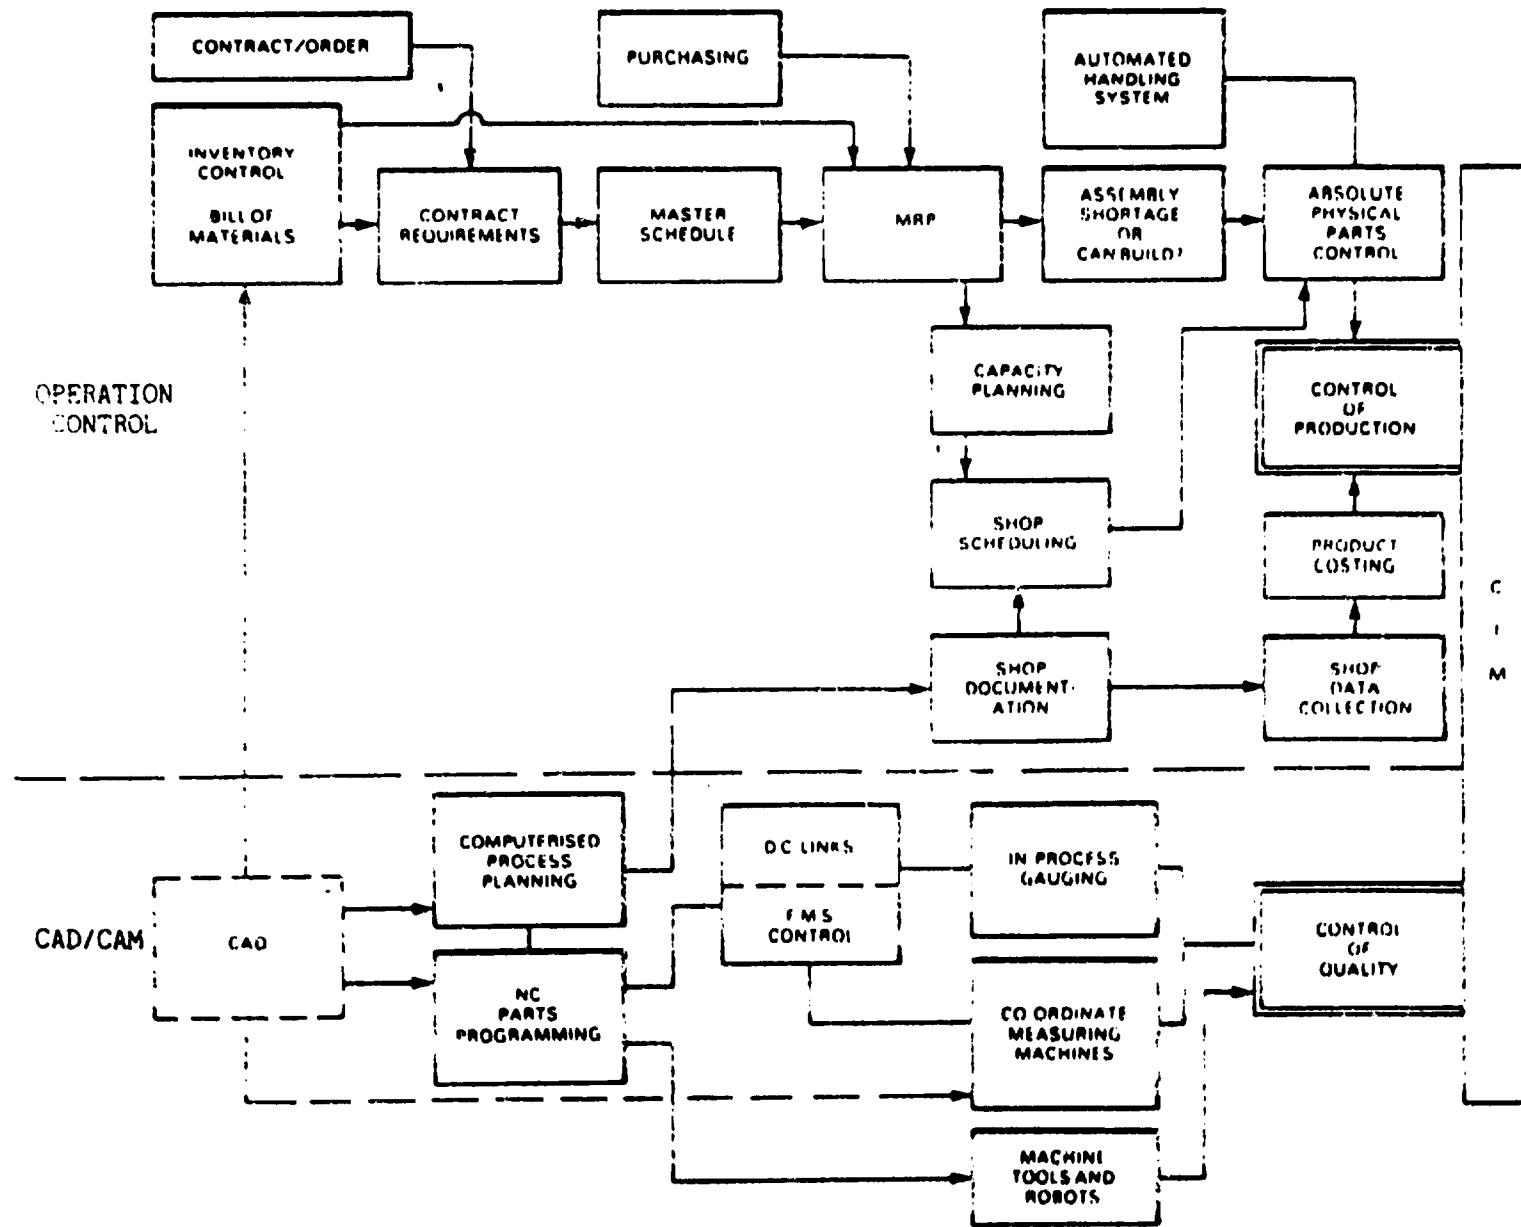 CONTRACT/ORDER
PURCHASING
AUTOMATED
HANDLING
SYSTEM
INVENTORY
CONTROL
BILL OF
MATERIALS
CONTRACT
REQUIREMENTS
MASTER
SCHEDULE
MRP
ASSEMBLY
SHORTAGE
OR
CAN BUILD?
ABSOLUTE
PHYSICAL
PARTS
CONTROL
OPERATION
CONTROL
CAPACITY
PLANNING
CONTROL
OF
PRODUCTION
SHOP
SCHEDULING
PRODUCT
COSTING
C
I
M
SHOP
DOCUMENT-
ATION
SHOP
DATA
COLLECTION
COMPUTERISED
PROCESS
PLANNING
D.C LINKS
F.M.S
CONTROL
IN PROCESS
GAUGING
CAD/CAM
CAD
CONTROL
OF
QUALITY
NC
PARTS
PROGRAMMING
CO ORDINATE
MEASURING
MACHINES
MACHINE
TOOLS AND
ROBOTS